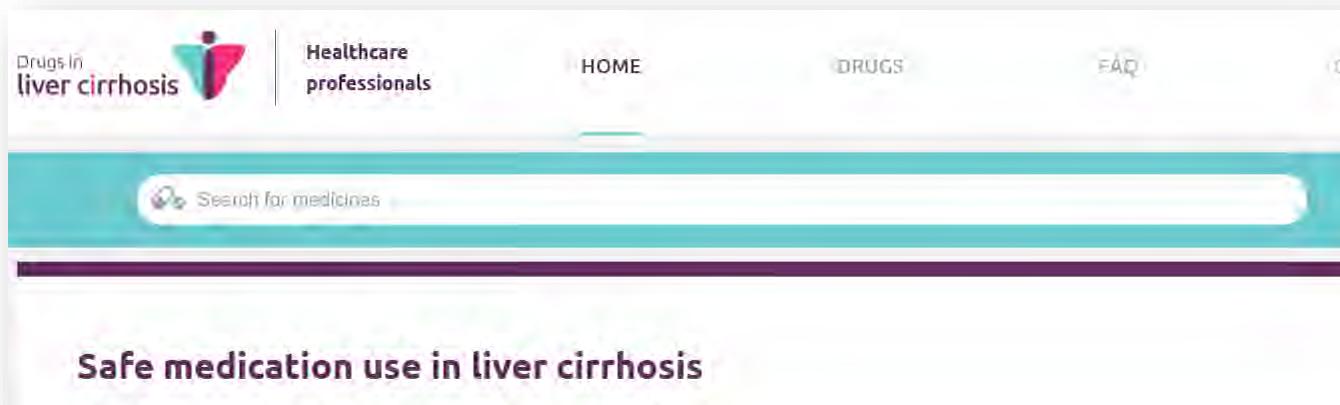 Drugs in
liver cirrhosis
Healthcare
professionals
HOME
DRUGS
FAQ
Search for medicines
Safe medication use in liver cirrhosis